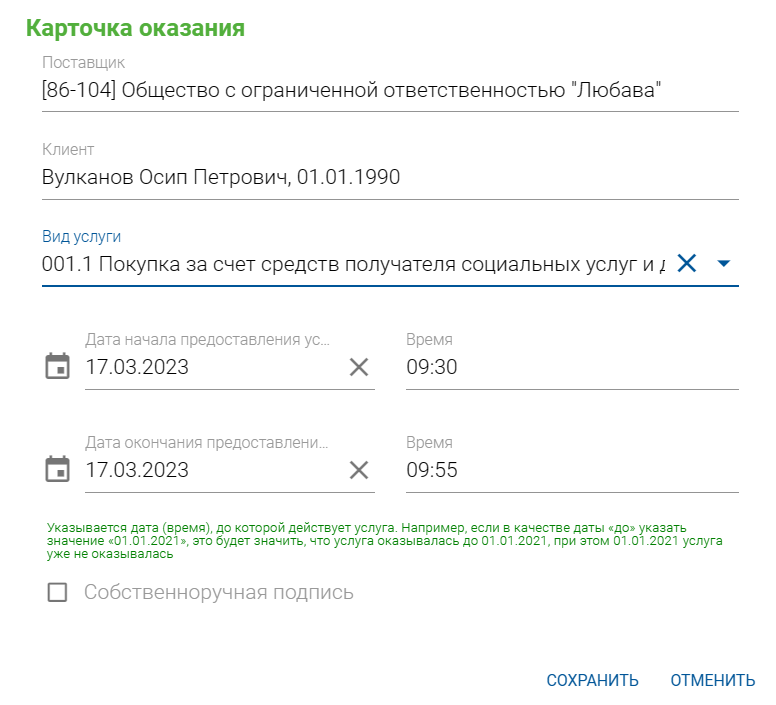 Карточка оказания
Поставщик
[86-104] Общество с ограниченной ответственностью "Любава"
Клиент
Вулканов Осип Петрович, 01.01.1990
Вид услуги
001.1 Покупка за счет средств получателя социальных услуг и
Дата начала предоставления ус...
Время
17.03.2023
09:30
Дата окончания предоставлени...
Время
17.03.2023
09:55
Указывается дата (время), до которой действует услуга. Например, если в качестве даты «до» указать
значение «01.01.2021», это будет значить, что услуга оказывалась до 01.01.2021, при этом 01.01.2021 услуга
уже не оказывалась
Собственноручная подпись
СОХРАНИТЬ
ОТМЕНИТЬ